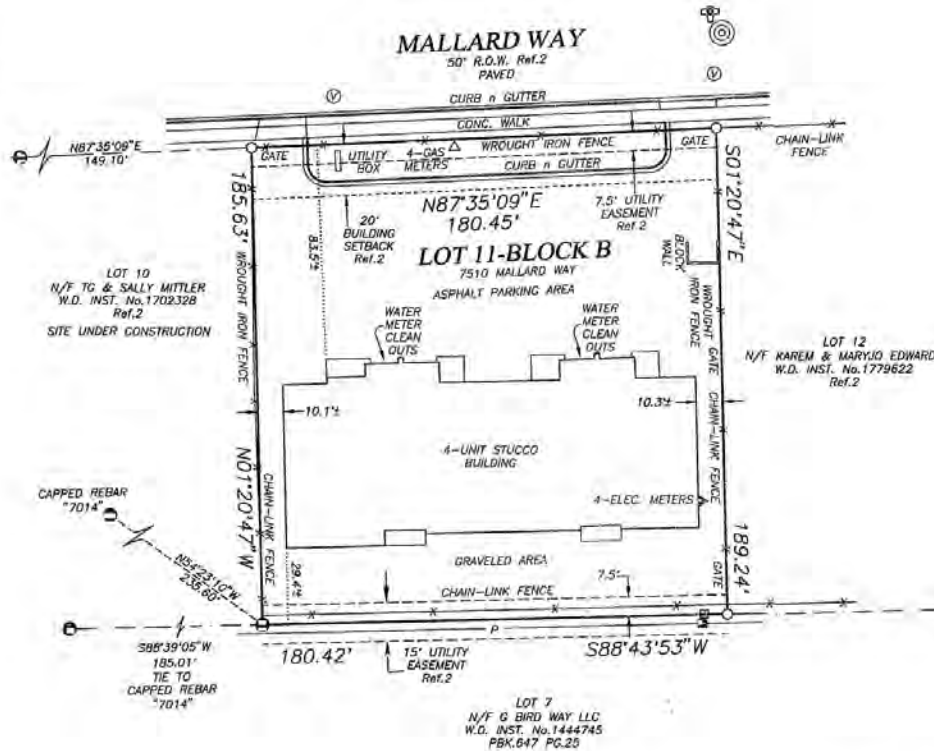 MALLARD WAY
50' R.O.W. Ref.2
PAVED
V
V
CURB n GUTTER
CONC. WALK
N87°35'09"E
149.10'
GATE
UTILITY
BOX
4-GAS
METERS
WROUGHT IRON FENCE
CURB n GUTTER
GATE
CHAIN-LINK
FENCE
N87°35'09"E
180.45'
20'
BUILDING
SETBACK
Ref.2
7.5' UTILITY
EASEMENT
Ref.2
S01°20'47"E
185.63'
WROUGHT IRON FENCE
83.5'±
LOT 11-BLOCK B
7510 MALLARD WAY
ASPHALT PARKING AREA
BLOCK
WALL
WROUGHT
IRON FENCE
GATE
LOT 10
N/F TG & SALLY MITTLER
W.D. INST. No.1702328
Ref.2
SITE UNDER CONSTRUCTION
WATER
METER
CLEAN
OUTS
WATER
METER
CLEAN
OUTS
LOT 12
N/F KAREM & MARYJO EDWARD
W.D. INST. No.1779622
Ref.2
10.1'±
10.3'±
4-UNIT STUCCO
BUILDING
CHAIN-LINK FENCE
4-ELEC. METERS
N01°20'47"W
CHAIN-LINK FENCE
CAPPED REBAR
"7014"
N54°23'10"W
235.60'
29.4'±
GRAVELED AREA
CHAIN-LINK FENCE
7.5'
GATE
189.24'
P
S88°39'05"W
185.01'
TIE TO
CAPPED REBAR
"7014"
180.42'
15' UTILITY
EASEMENT
Ref.2
S88°43'53"W
LOT 7
N/F G BIRD WAY LLC
W.D. INST. No.1444745
PBK.647 PG.25